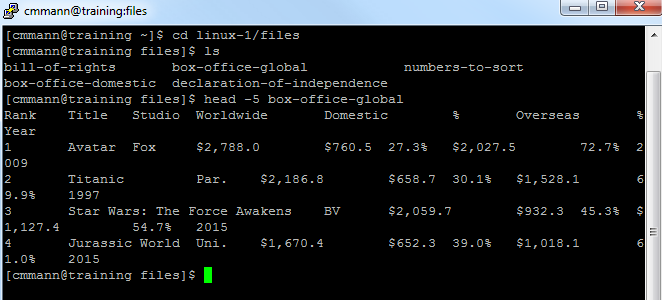 cmmann@training:files
[cmmann@training ~]$ cd linux-1/files
[cmmann@training files]$ ls
bill-of-rights box-office-global numbers-to-sort
box-office-domestic declaration-of-independence
[cmmann@training files]$ head -5 box-office-global
Rank Title Studio Worldwide Domestic % Overseas %
Year
1 Avatar Fox $2,788.0 $760.5 27.3% $2,027.5 72.7% 2
009
2 Titanic Par. $2,186.8 $658.7 30.1% $1,528.1 6
9.9% 1997
3 Star Wars: The Force Awakens BV $2,059.7 $932.3 45.3% $
1,127.4 54.7% 2015
4 Jurassic World Uni. $1,670.4 $652.3 39.0% $1,018.1 6
1.0% 2015
[cmmann@training files]$